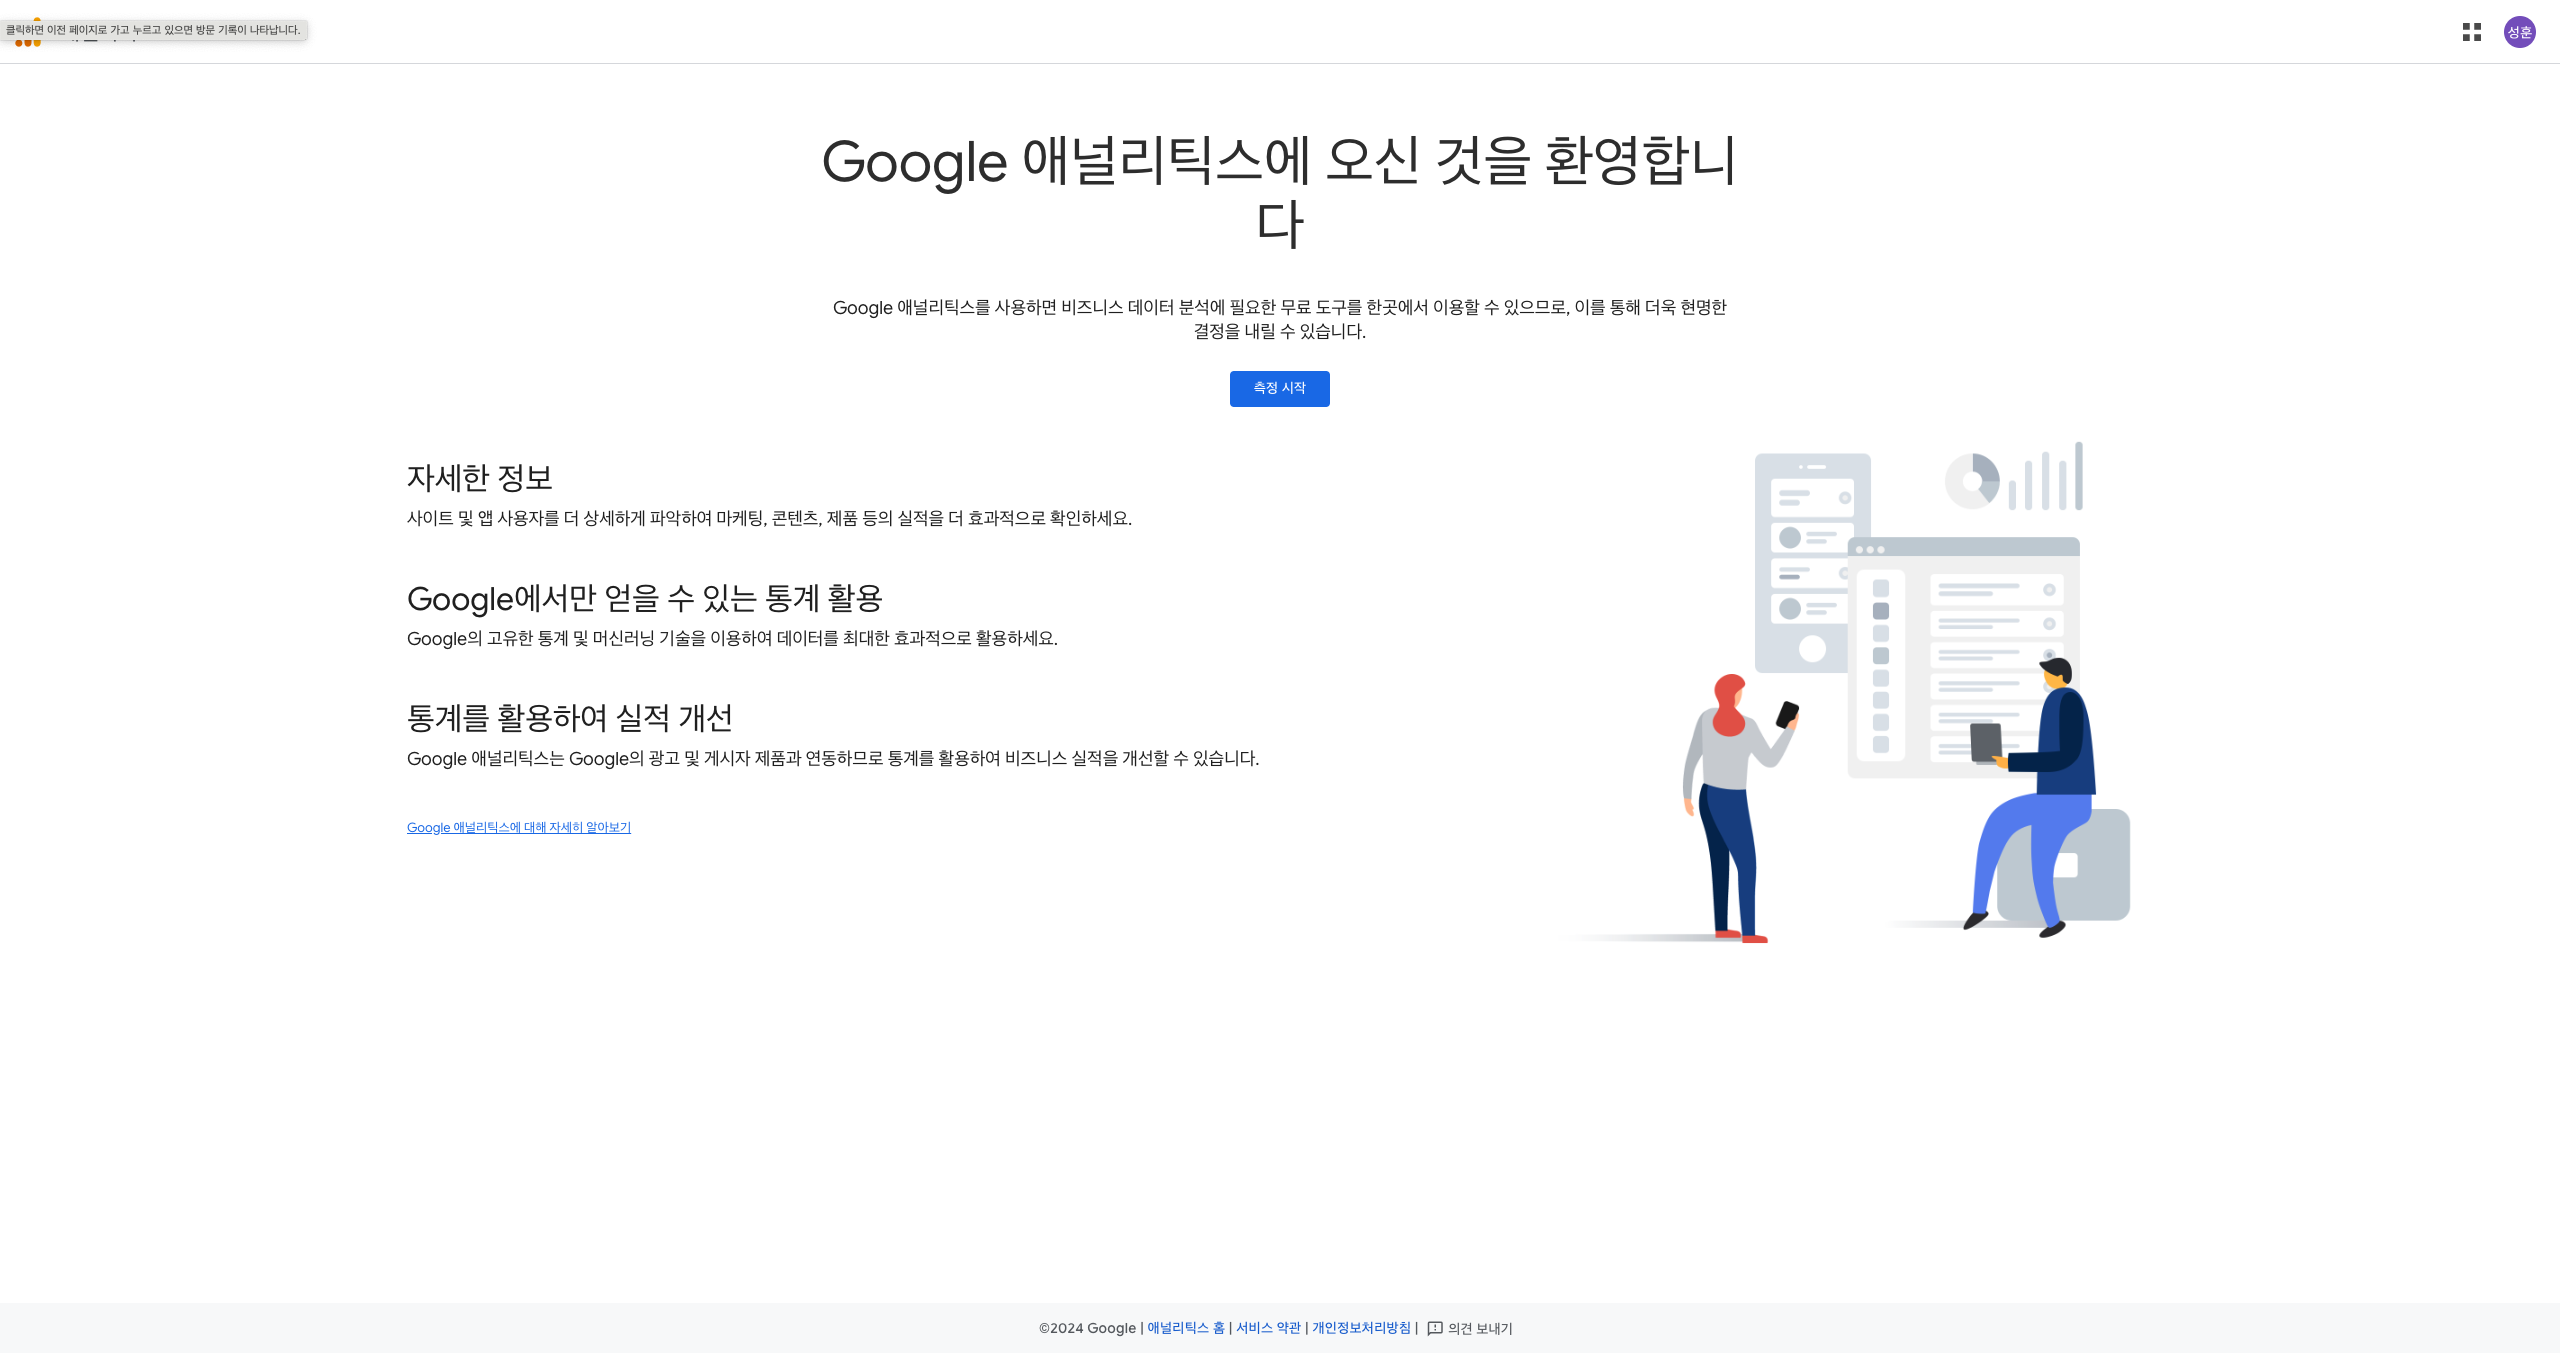 클릭하면 이전 페이지로 가고 누르고 있으면 방문 기록이 나타납니다.
성훈
Google 애널리틱스에 오신 것을 환영합니
다
Google 애널리틱스를 사용하면 비즈니스 데이터 분석에 필요한 무료 도구를 한곳에서 이용할 수 있으므로, 이를 통해 더욱 현명한
결정을 내릴 수 있습니다.
측정 시작
자세한 정보
사이트 및 앱 사용자를 더 상세하게 파악하여 마케팅, 콘텐츠, 제품 등의 실적을 더 효과적으로 확인하세요.
Google에서만 얻을 수 있는 통계 활용
Google의 고유한 통계 및 머신러닝 기술을 이용하여 데이터를 최대한 효과적으로 활용하세요.
통계를 활용하여 실적 개선
Google 애널리틱스는 Google의 광고 및 게시자 제품과 연동하므로 통계를 활용하여 비즈니스 실적을 개선할 수 있습니다.
Google 애널리틱스에 대해 자세히 알아보기
©2024 Google | 애널리틱스 홈 | 서비스 약관 | 개인정보처리방침 | 의견 보내기